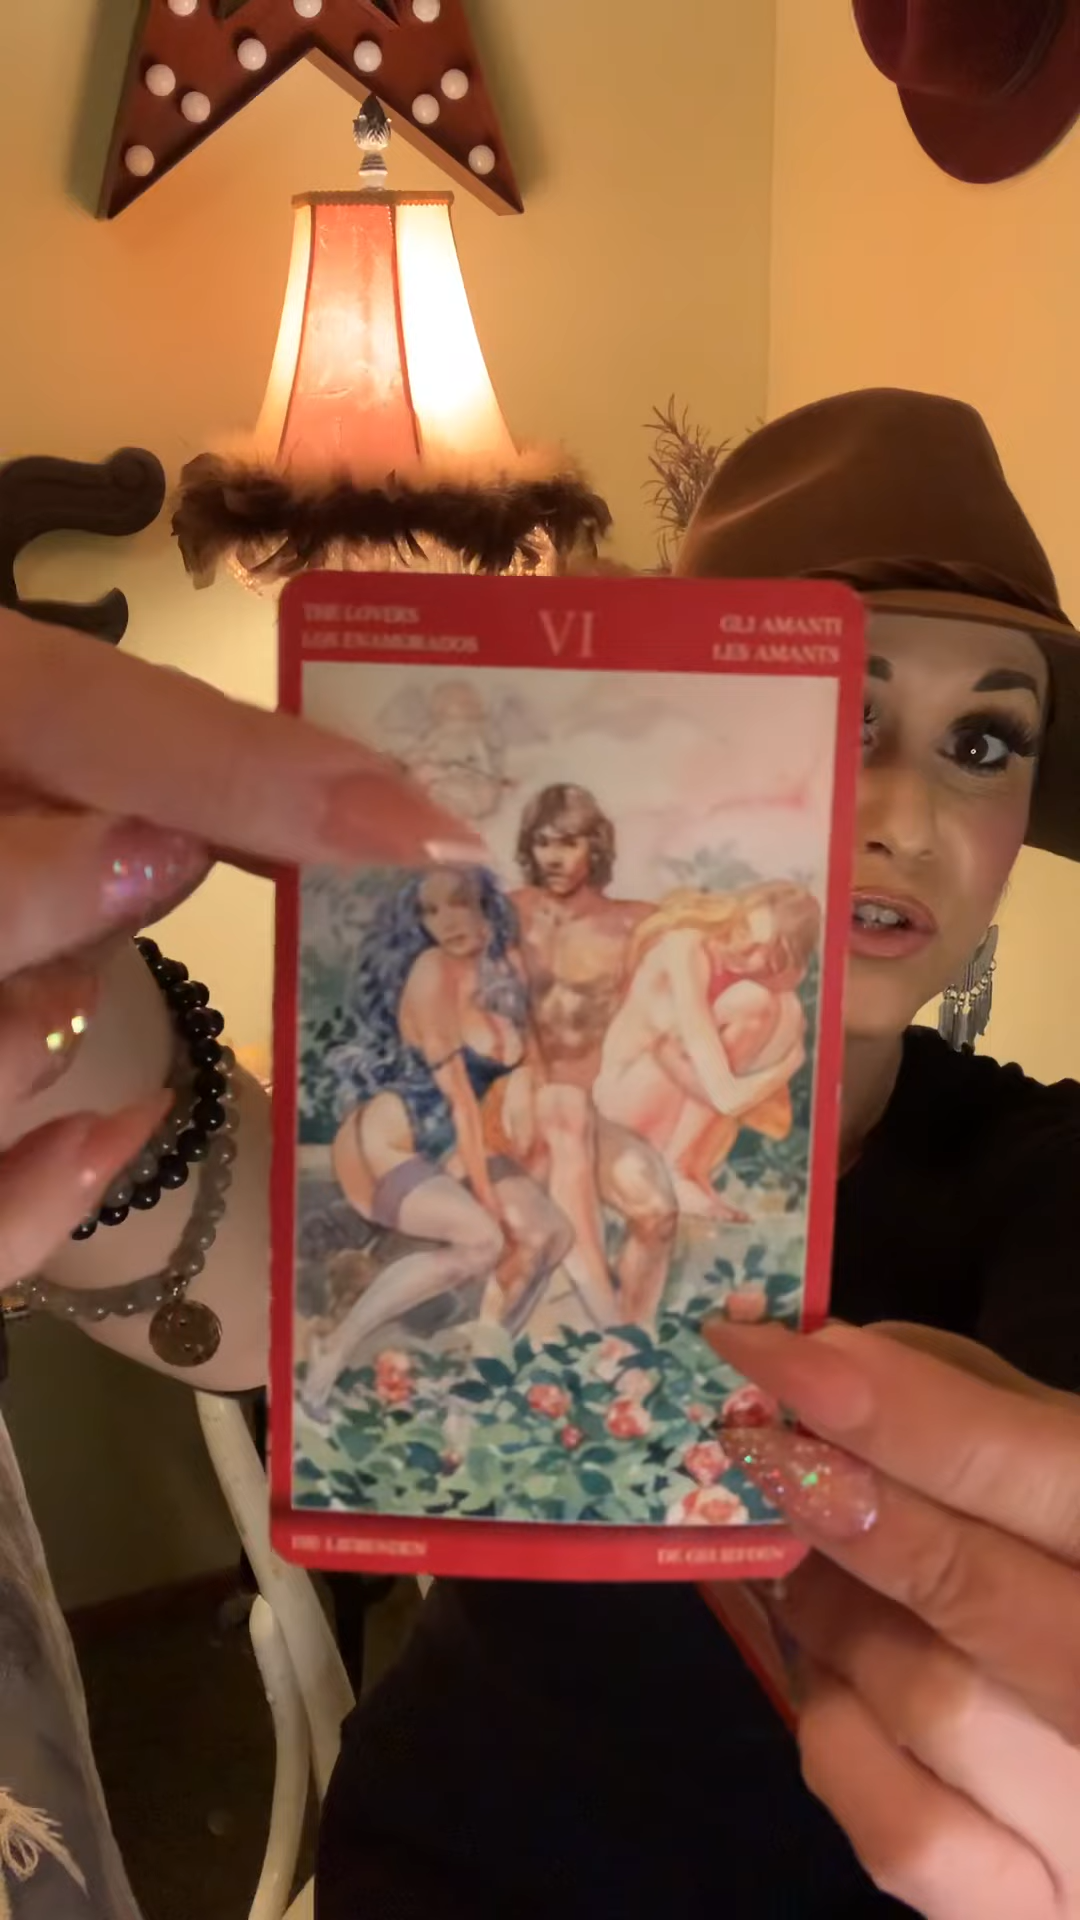 THE LOVERS
LOS ENAMORADOS
VI
GLI AMANTI
LES AMANTS
DIE LIEBENDEN
DE GELIEFDEN